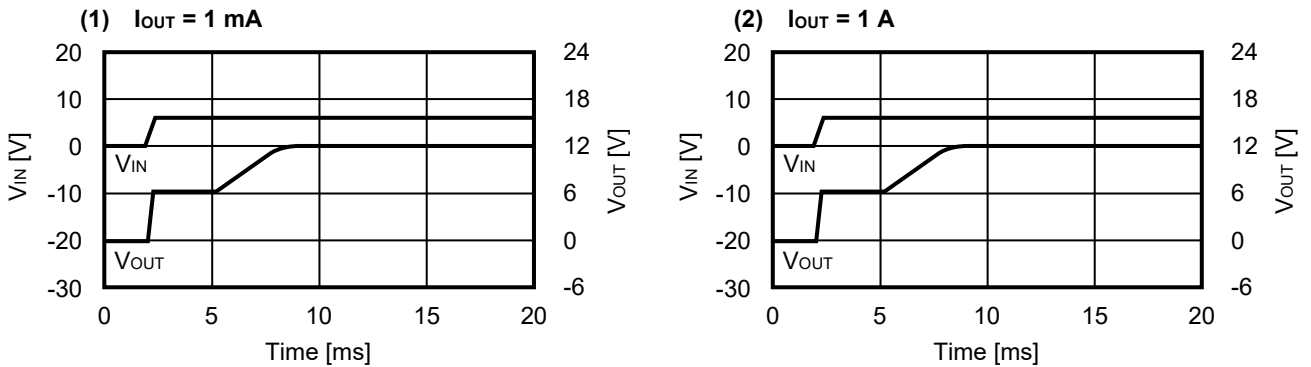 (1) IOUT = 1 mA
20
10
0
-10
-20
-30
VIN [V]
24
18
12
6
0
-6
VOUT [V]
VIN
VOUT
0 5 10 15 20
Time [ms]
(2) IOUT = 1 A
20
10
0
-10
-20
-30
VIN [V]
24
18
12
6
0
-6
VOUT [V]
VIN
VOUT
0 5 10 15 20
Time [ms]